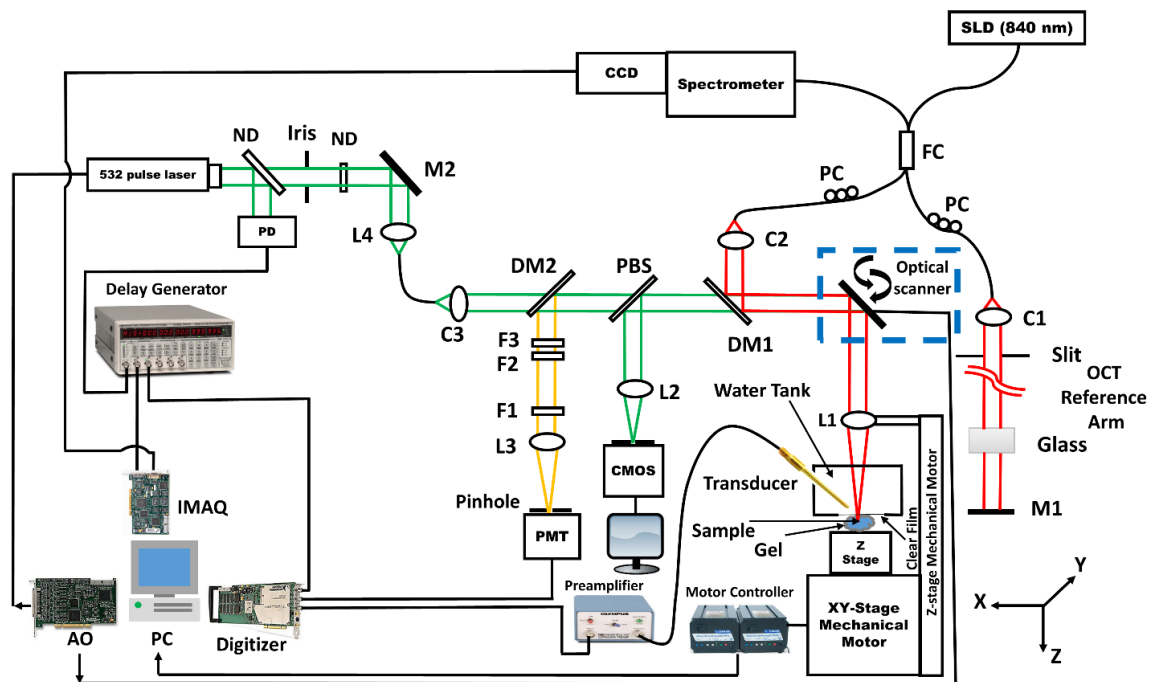 SLD (840 nm)
CCD
Spectrometer
ND
Iris
ND
M2
FC
532 pulse laser
PC
PC
PD
L4
C2
Optical
scanner
DM2
PBS
Delay Generator
C3
DM1
C1
F3
F2
Slit
OCT
Reference
Arm
Water Tank
L2
F1
L1
L3
Glass
CMOS
Transducer
IMAQ
Pinhole
M1
PMT
Sample
Gel
Clear Film
Z
Stage
Z-stage Mechanical Motor
Preamplifier
Motor Controller
Y
X
XY-Stage
Mechanical
Motor
Z
AO
PC
Digitizer